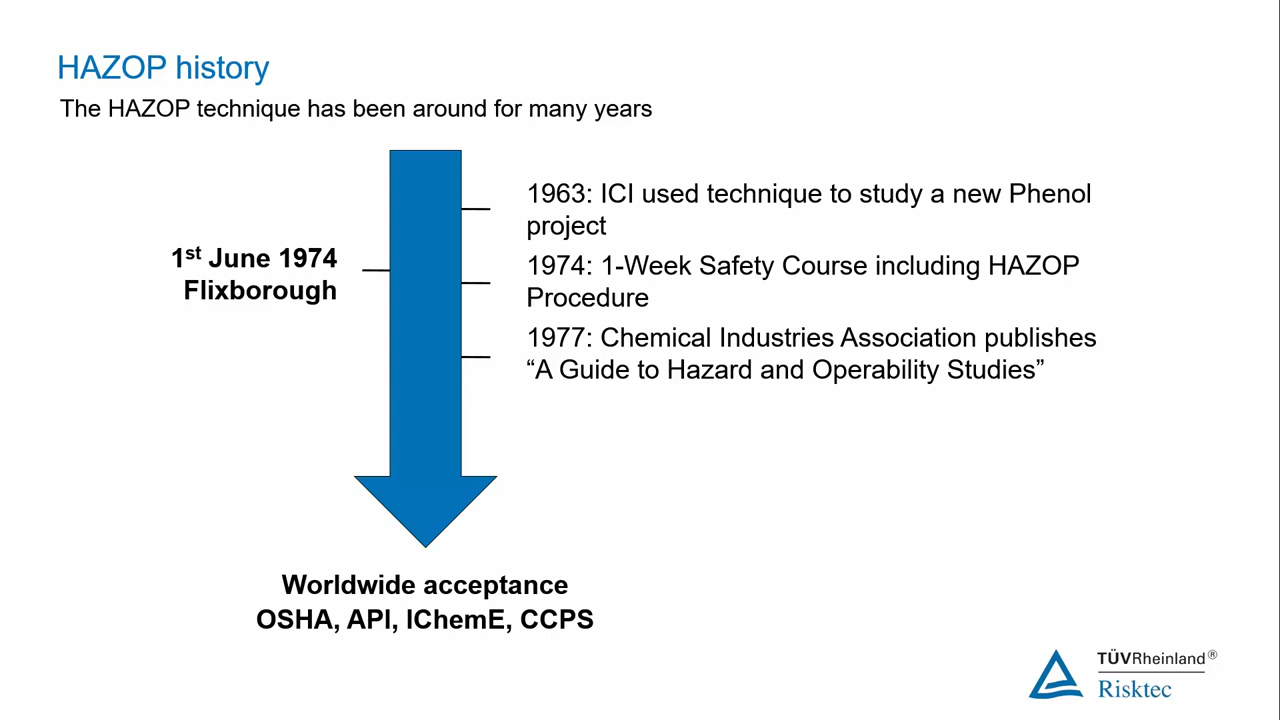 HAZOP history
The HAZOP technique has been around for many years
1963: ICI used technique to study a new Phenol
project
1st June 1974
Flixborough
1974: 1-Week Safety Course including HAZOP
Procedure
1977: Chemical Industries Association publishes
“A Guide to Hazard and Operability Studies”
Worldwide acceptance
OSHA, API, IChemE, CCPS
TÜVRheinland®
Risktec